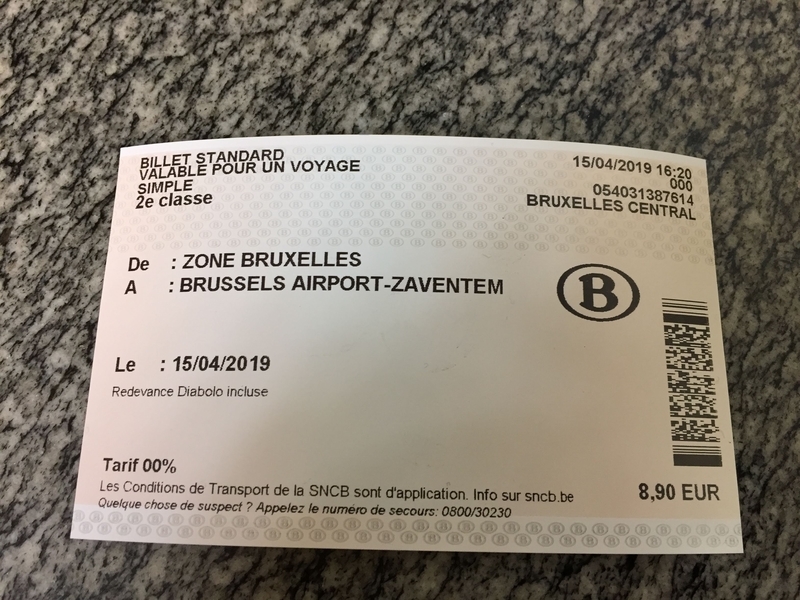 BILLET STANDARD
VALABLE POUR UN VOYAGE
SIMPLE
2e classe
15/04/2019 16:20
000
054031387614
BRUXELLES CENTRAL
De : ZONE BRUXELLES
A : BRUSSELS AIRPORT-ZAVENTEM
B
Le : 15/04/2019
Redevance Diabolo incluse
Tarif 00%
Les Conditions de Transport de la SNCB sont d'application. Info sur sncb.be
Quelque chose de suspect ? Appelez le numéro de secours: 0800/30230
8,90 EUR